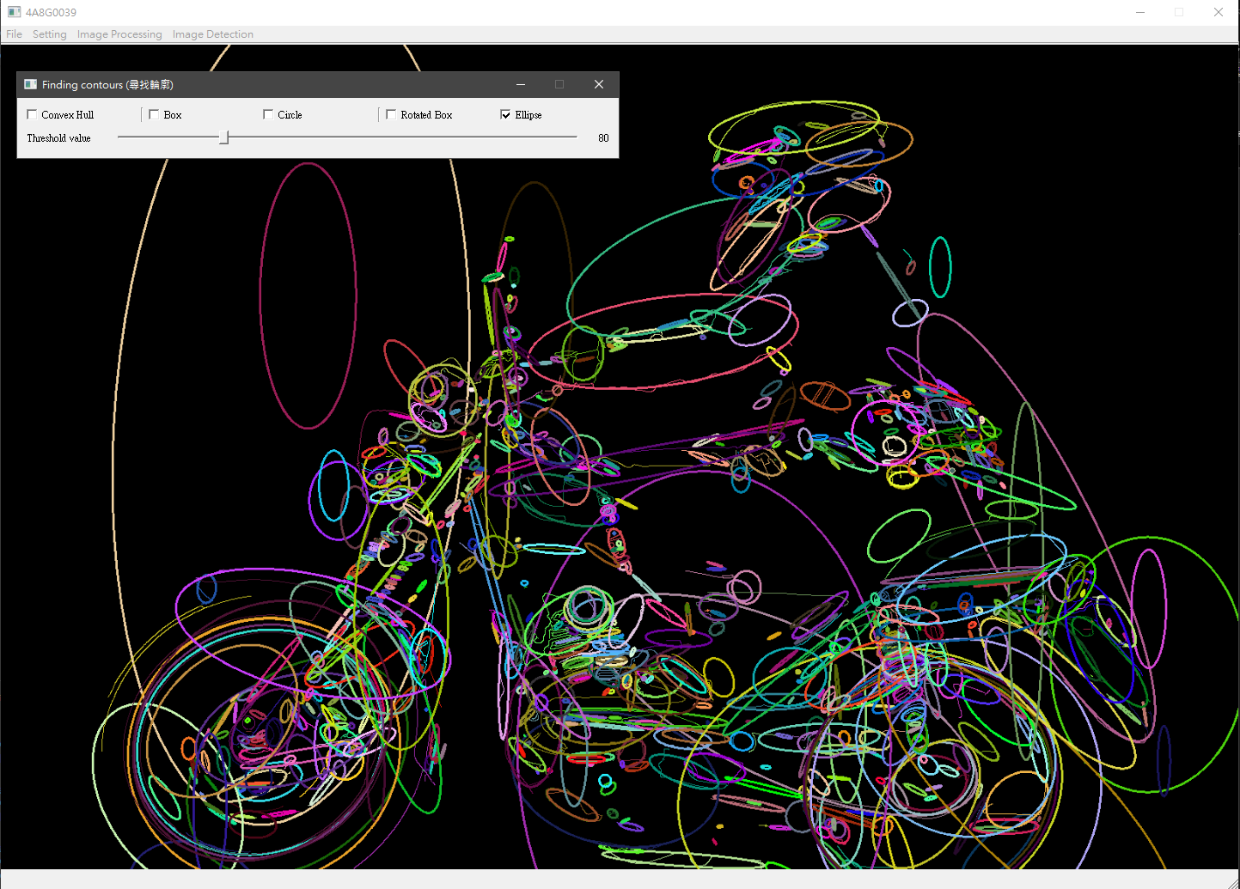 4A8G0039
File Setting Image Processing Image Detection
Finding contours (尋找輪廓)
Convex Hull Box Circle Rotated Box Ellipse
Threshold value 80